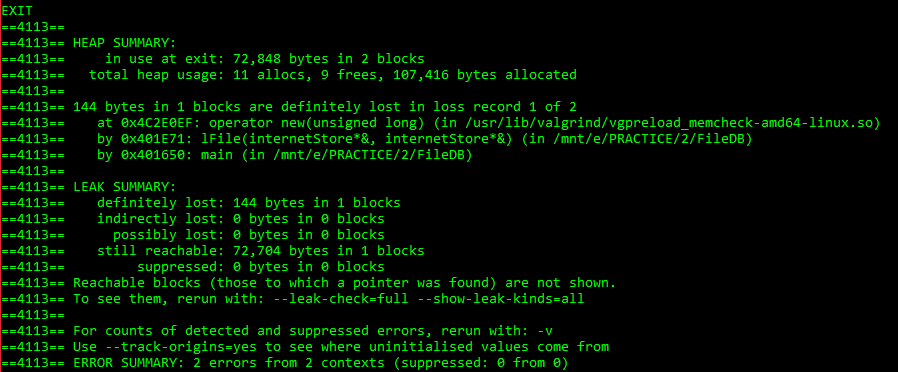 EXIT
==4113==
==4113== HEAP SUMMARY:
==4113==     in use at exit: 72,848 bytes in 2 blocks
==4113==   total heap usage: 11 allocs, 9 frees, 107,416 bytes allocated
==4113==
==4113== 144 bytes in 1 blocks are definitely lost in loss record 1 of 2
==4113==    at 0x4C2E0EF: operator new(unsigned long) (in /usr/lib/valgrind/vgpreload_memcheck-amd64-linux.so)
==4113==    by 0x401E71: lFile(internetStore*&, internetStore*&) (in /mnt/e/PRACTICE/2/FileDB)
==4113==    by 0x401650: main (in /mnt/e/PRACTICE/2/FileDB)
==4113==
==4113== LEAK SUMMARY:
==4113==    definitely lost: 144 bytes in 1 blocks
==4113==    indirectly lost: 0 bytes in 0 blocks
==4113==      possibly lost: 0 bytes in 0 blocks
==4113==    still reachable: 72,704 bytes in 1 blocks
==4113==         suppressed: 0 bytes in 0 blocks
==4113== Reachable blocks (those to which a pointer was found) are not shown.
==4113== To see them, rerun with: --leak-check=full --show-leak-kinds=all
==4113==
==4113== For counts of detected and suppressed errors, rerun with: -v
==4113== Use --track-origins=yes to see where uninitialised values come from
==4113== ERROR SUMMARY: 2 errors from 2 contexts (suppressed: 0 from 0)